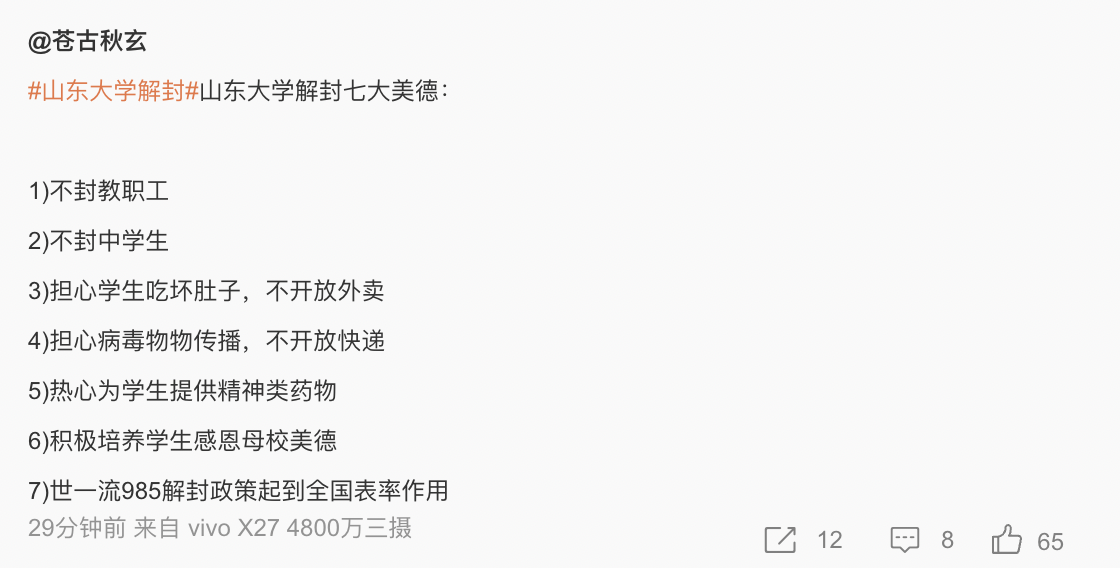 @苍古秋玄
#山东大学解封#山东大学解封七大美德：
1)不封教职工
2)不封中学生
3)担心学生吃坏肚子，不开放外卖
4)担心病毒物物传播，不开放快递
5)热心为学生提供精神类药物
6)积极培养学生感恩母校美德
7)世一流985解封政策起到全国表率作用
29分钟前 来自 vivo X27 4800万三摄
12 8 65